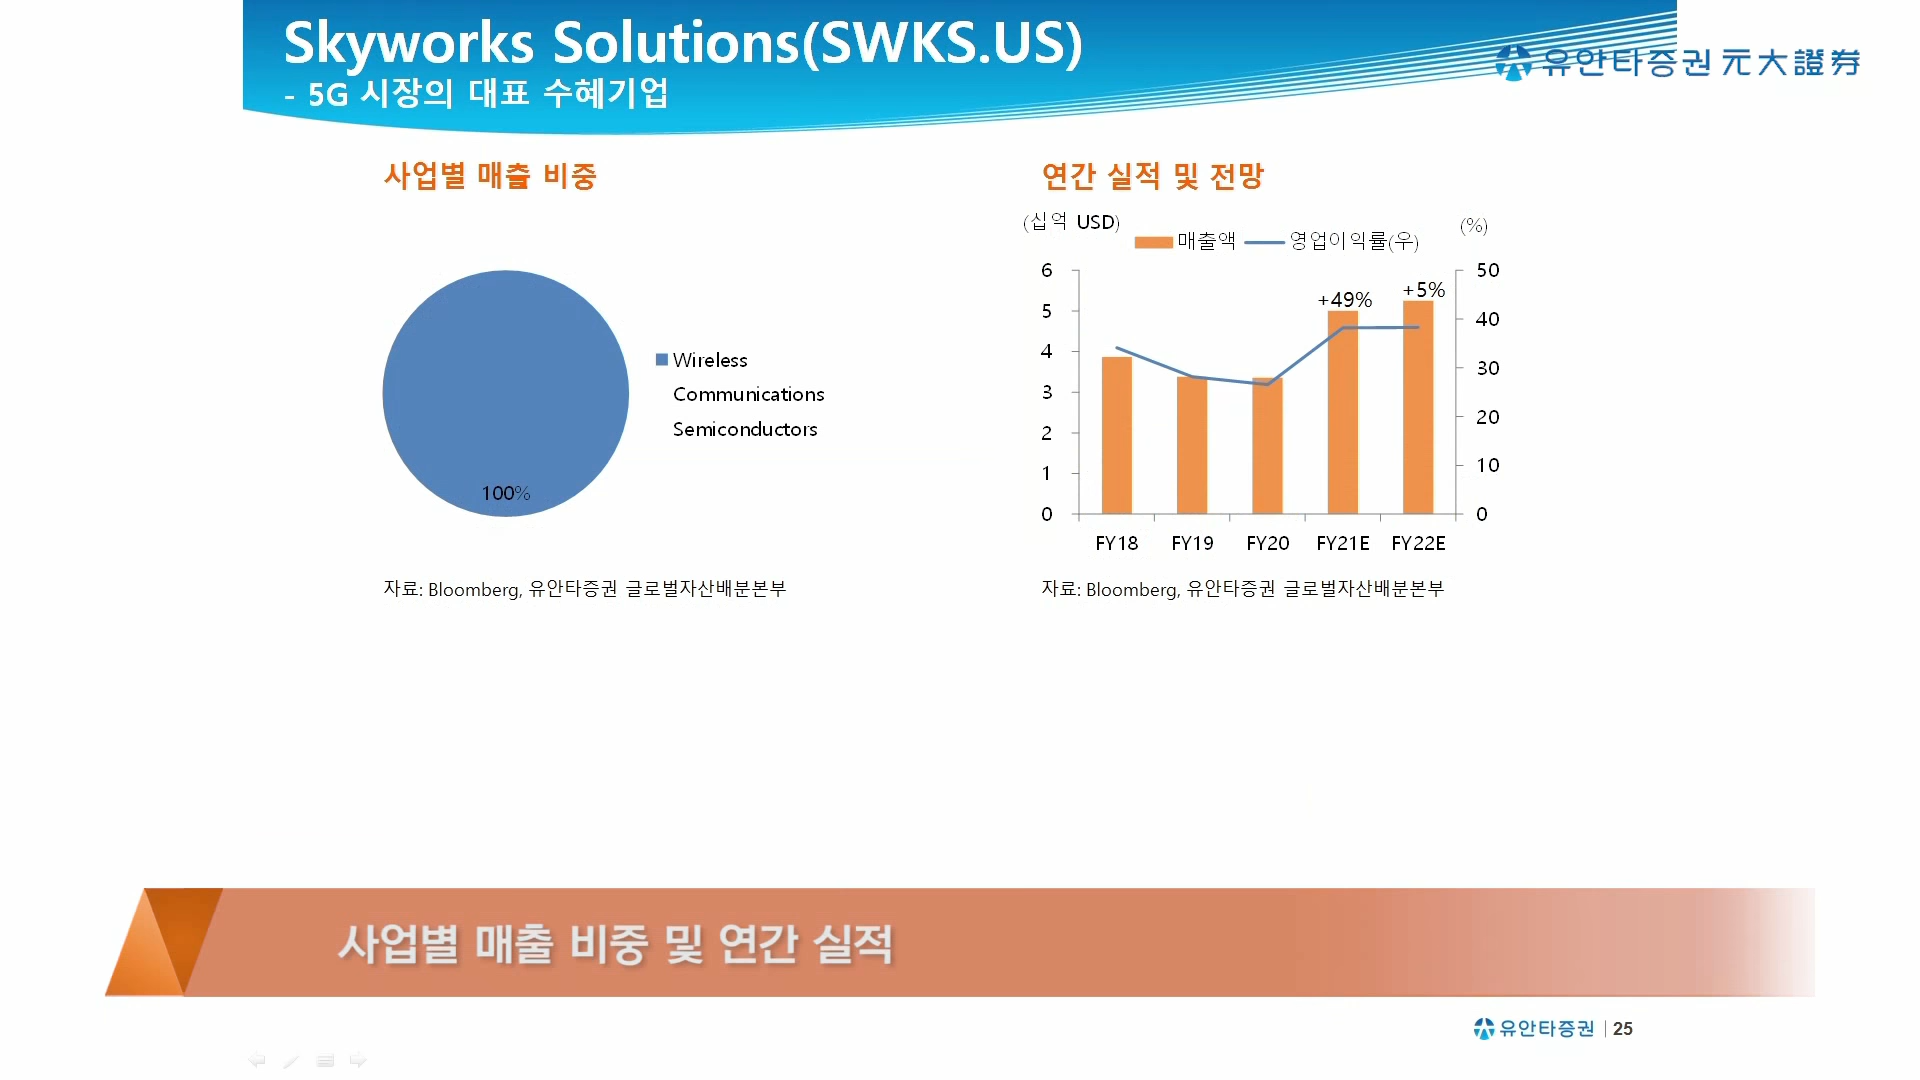 Skyworks Solutions(SWKS.US)
- 5G 시장의 대표 수혜기업
유안타증권 元大證券
사업별 매출 비중
100%
Wireless
Communications
Semiconductors
자료: Bloomberg, 유안타증권 글로벌자산배분본부
연간 실적 및 전망
(십억 USD)
(%)
매출액 영업이익률(우)
6
5
4
3
2
1
0
+49%
+5%
50
40
30
20
10
0
FY18 FY19 FY20 FY21E FY22E
자료: Bloomberg, 유안타증권 글로벌자산배분본부
사업별 매출 비중 및 연간 실적
유안타증권 | 25